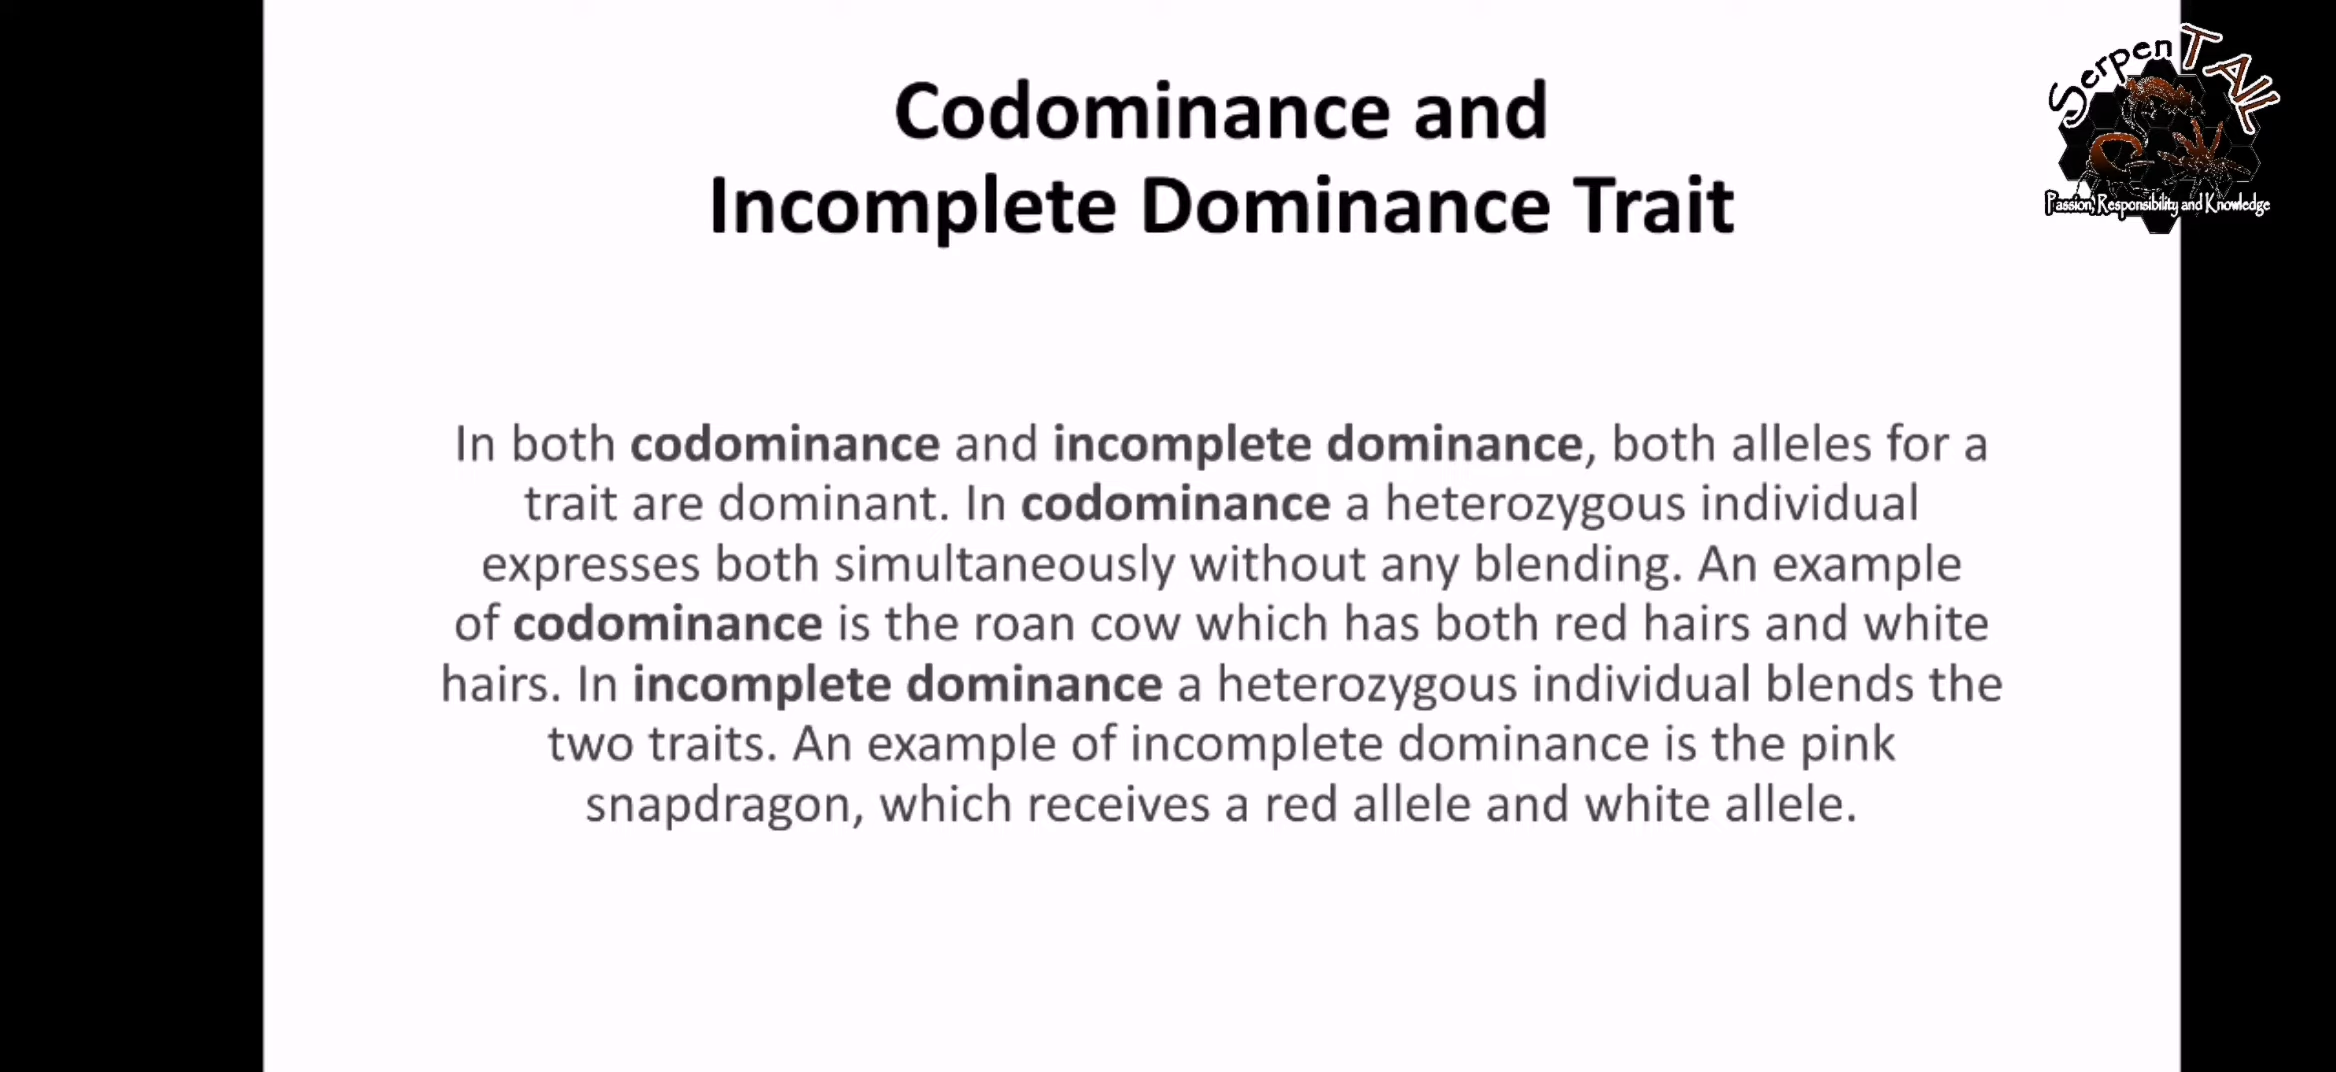 Codominance and
Incomplete Dominance Trait
SerpenTAIL
Passion, Responsibility and Knowledge
In both codominance and incomplete dominance, both alleles for a
trait are dominant. In codominance a heterozygous individual
expresses both simultaneously without any blending. An example
of codominance is the roan cow which has both red hairs and white
hairs. In incomplete dominance a heterozygous individual blends the
two traits. An example of incomplete dominance is the pink
snapdragon, which receives a red allele and white allele.